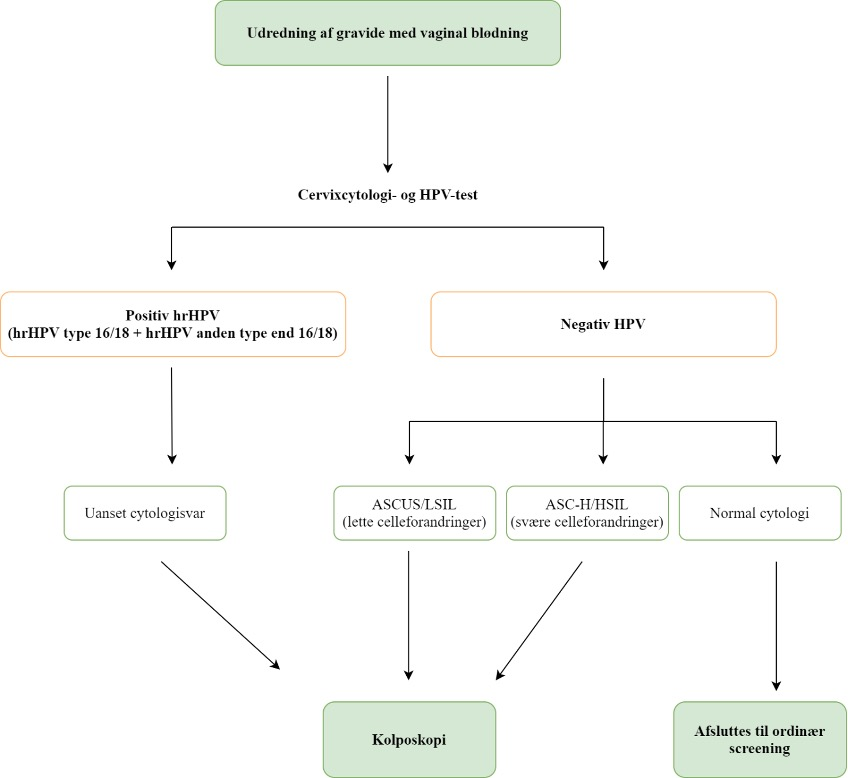 Udredning af gravide med vaginal blødning
Cervixcytologi- og HPV-test
Positiv hrHPV
(hrHPV type 16/18 + hrHPV anden type end 16/18)
Negativ HPV
Uanset cytologisvar
ASCUS/LSIL
(lette celleforandringer)
ASC-H/HSIL
(svære celleforandringer)
Normal cytologi
Kolposkopi
Afsluttes til ordinær
screening